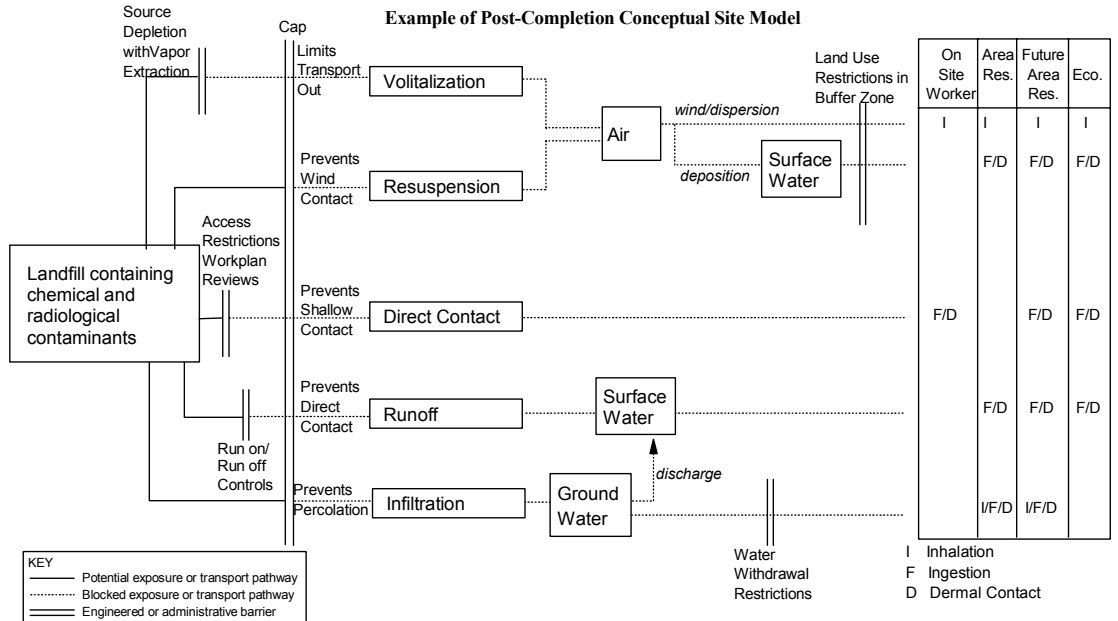 Example of Post-Completion Conceptual Site Model
Source
Depletion
withVapor
Extraction
Cap
Limits
Transport
Out
Volitalization
Air
wind/dispersion
deposition
Surface
Water
Land Use
Restrictions in
Buffer Zone
On
Site
Worker
Area
Res.
Future
Area
Res.
Eco.
I I I I
F/D F/D F/D
Prevents
Wind
Contact
Resuspension
Access
Restrictions
Workplan
Reviews
Landfill containing
chemical and
radiological
contaminants
Prevents
Shallow
Contact
Direct Contact
F/D F/D F/D
Prevents
Direct
Contact
Runoff
Surface
Water
F/D F/D F/D
Run on/
Run off
Controls
discharge
Prevents
Percolation
Infiltration
Ground
Water
I/F/D I/F/D
Water
Withdrawal
Restrictions
KEY
Potential exposure or transport pathway
Blocked exposure or transport pathway
Engineered or administrative barrier
I Inhalation
F Ingestion
D Dermal Contact